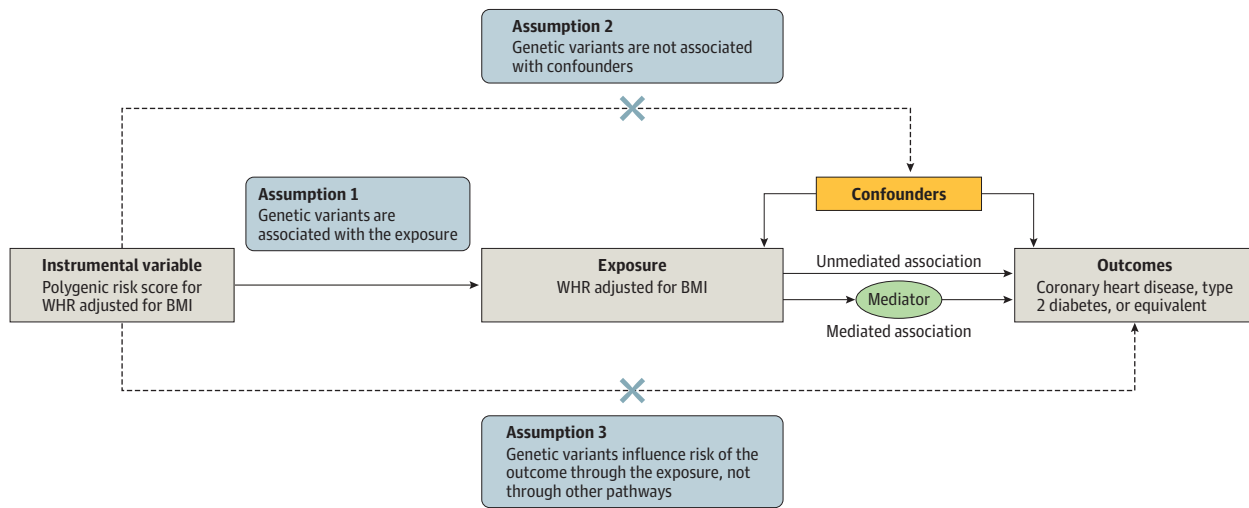 Assumption 2
Genetic variants are not associated
with confounders
Assumption 1
Genetic variants are
associated with the exposure
Confounders
Instrumental variable
Polygenic risk score for
WHR adjusted for BMI
Exposure
WHR adjusted for BMI
Unmediated association
Mediator
Mediated association
Outcomes
Coronary heart disease, type
2 diabetes, or equivalent
Assumption 3
Genetic variants influence risk of the
outcome through the exposure, not
through other pathways